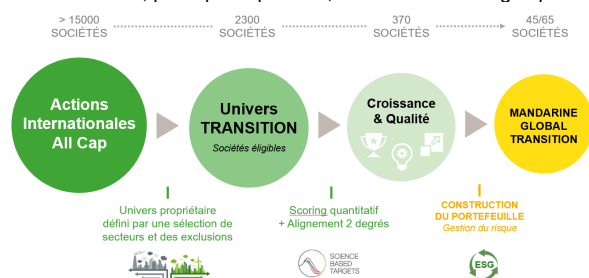 > 15000
SOCIÉTÉS
2300
SOCIÉTÉS
370
SOCIÉTÉS
45/65
SOCIÉTÉS
Actions
Internationales
All Cap
Univers
TRANSITION
Sociétés éligibles
Croissance
& Qualité
MANDARINE
GLOBAL
TRANSITION
Univers propriétaire
défini par une sélection de
secteurs et des exclusions
Scoring quantitatif
+ Alignement 2 degrés
CONSTRUCTION
DU PORTEFEUILLE
Gestion du risque
SCIENCE
BASED
TARGETS
ESG